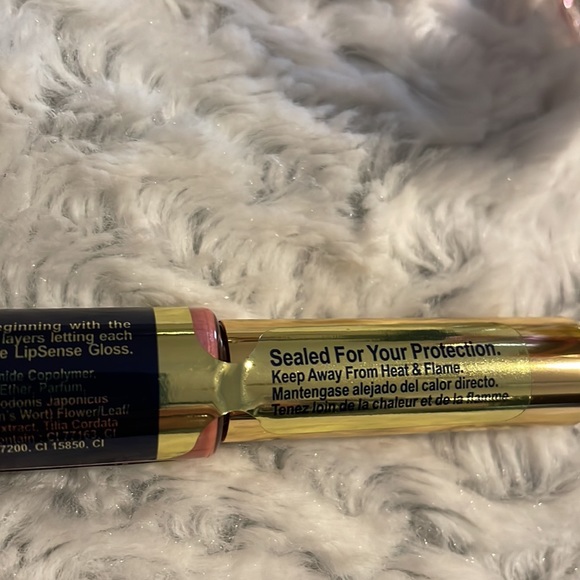 eginning with the
layers letting each
e LipSense Gloss.
ide Copolymer,
Ether, Parfum,
edonis Japonicus
n's Wort) Flower/Leaf/
Extract, Tilia Cordata
7200, CI 15850, CI
Sealed For Your Protection.
Keep Away From Heat & Flame.
Mantengase alejado del calor directo.
Tenez loin de la chaleur et de la flamme.